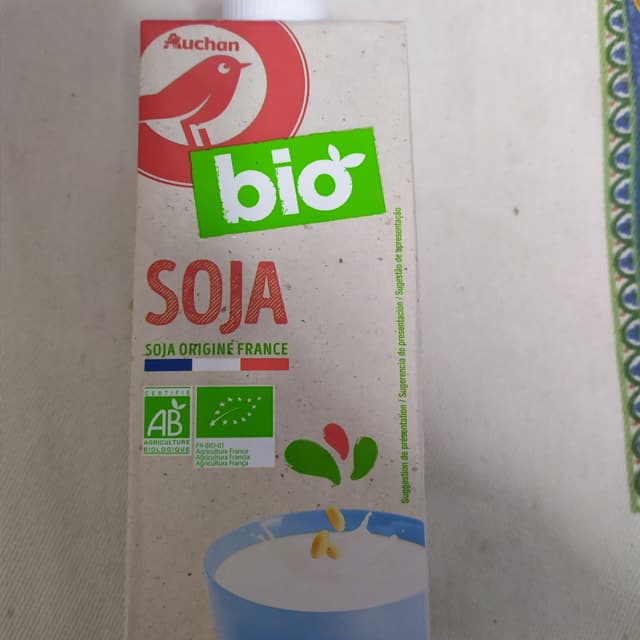 Auchan
bio
SOJA
SOJA ORIGINE FRANCE
CERTIFIÉ
AB
AGRICULTURE
BIOLOGIQUE
FR-BIO-01
Agriculture France
Agricultura Francia
Agricultura França
Suggestion de présentation / Sugerencia de presentación / Sugestão de apresentação